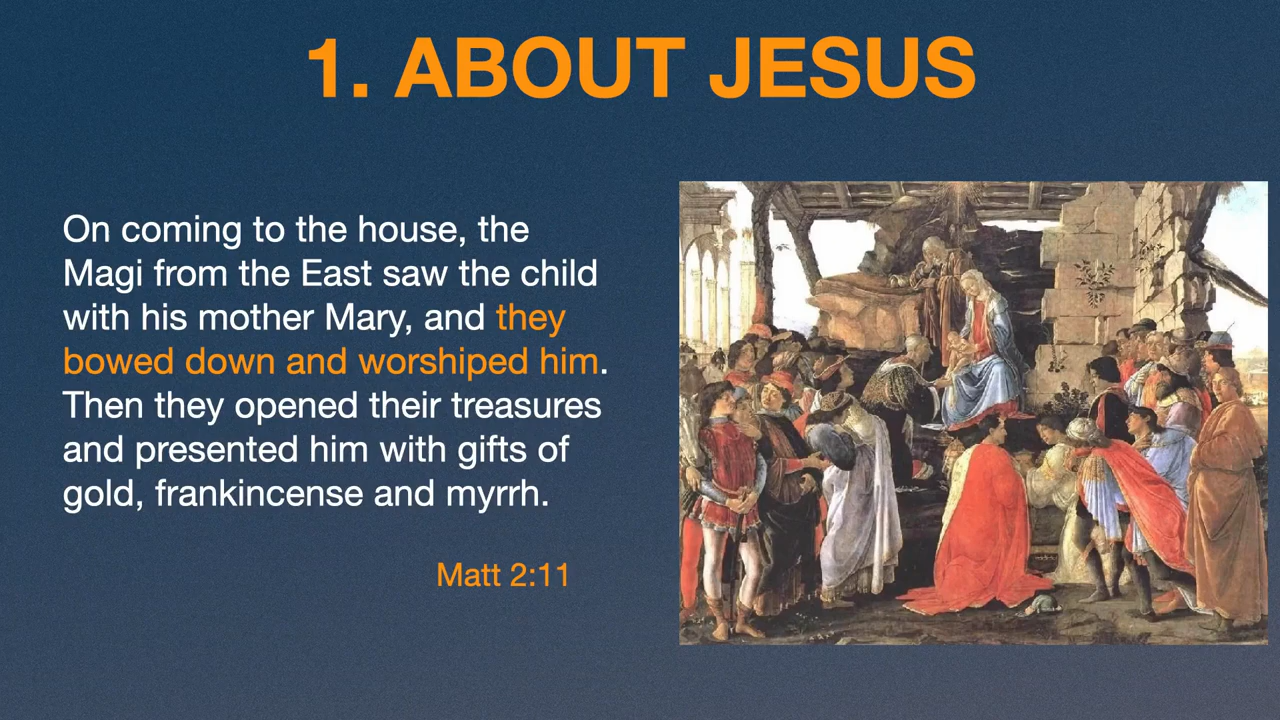 1. ABOUT JESUS
On coming to the house, the
Magi from the East saw the child
with his mother Mary, and they
bowed down and worshiped him.
Then they opened their treasures
and presented him with gifts of
gold, frankincense and myrrh.
Matt 2:11